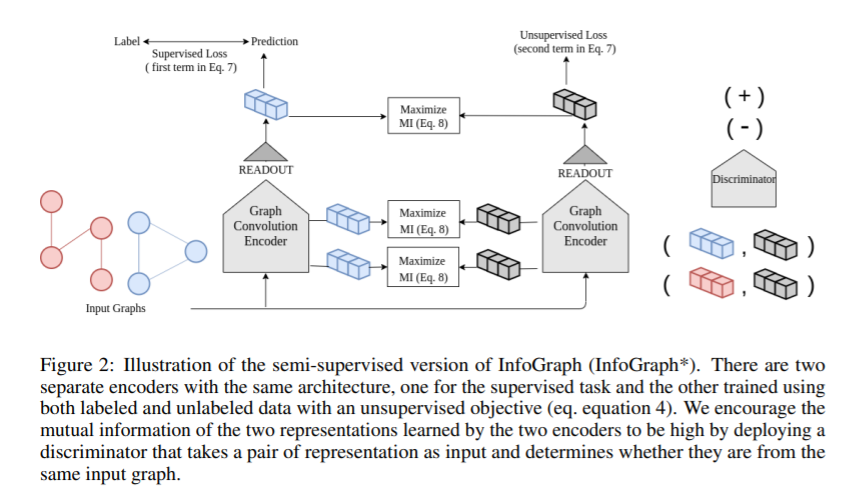 Label
Prediction
Supervised Loss
( first term in Eq. 7)
Unsupervised Loss
(second term in Eq. 7)
Maximize
MI (Eq. 8)
( + )
( - )
READOUT
READOUT
Discriminator
Graph
Convolution
Encoder
Maximize
MI (Eq. 8)
Maximize
MI (Eq. 8)
Graph
Convolution
Encoder
( , )
( , )
Input Graphs
Figure 2: Illustration of the semi-supervised version of InfoGraph (InfoGraph*). There are two
separate encoders with the same architecture, one for the supervised task and the other trained using
both labeled and unlabeled data with an unsupervised objective (eq. equation 4). We encourage the
mutual information of the two representations learned by the two encoders to be high by deploying a
discriminator that takes a pair of representation as input and determines whether they are from the
same input graph.